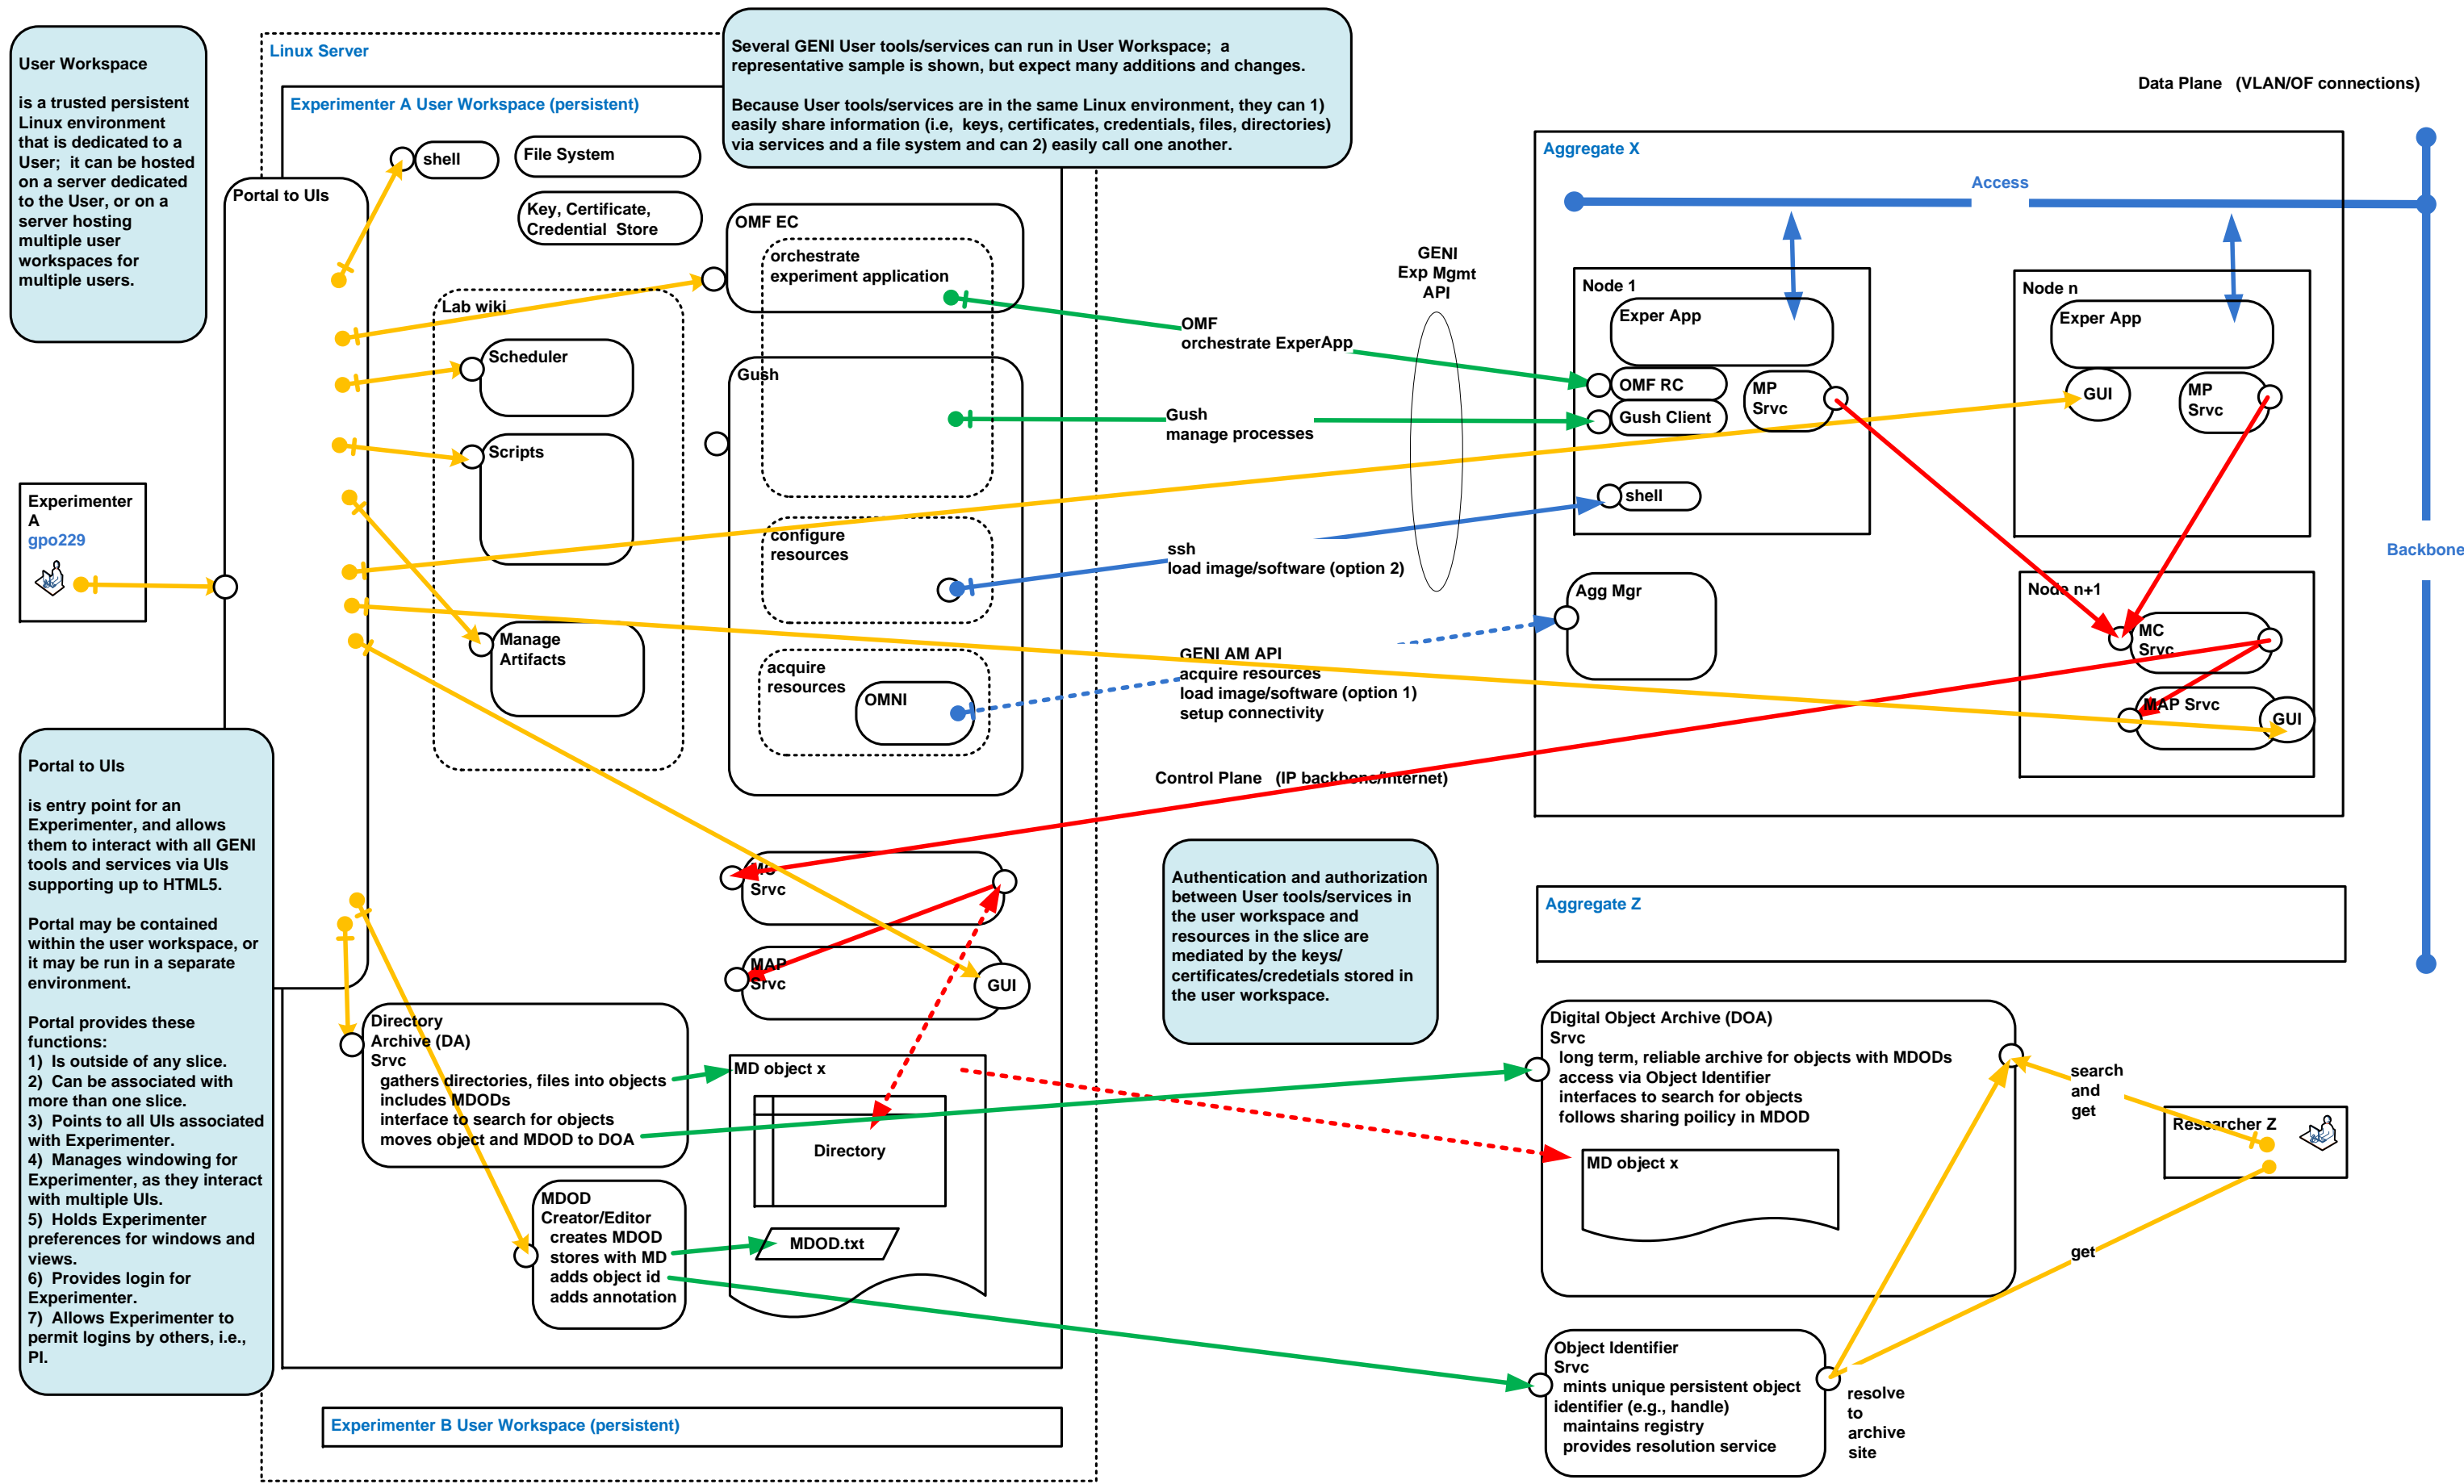 User Workspace
is a trusted persistent
Linux environment
that is dedicated to a
User;  it can be hosted
on a server dedicated
to the User, or on a
server hosting
multiple user
workspaces for
multiple users.
Linux Server
Experimenter A User Workspace (persistent)
Several GENI User tools/services can run in User Workspace;  a
representative sample is shown, but expect many additions and changes.
Because User tools/services are in the same Linux environment, they can 1)
easily share information (i.e,  keys, certificates, credentials, files, directories)
via services and a file system and can 2) easily call one another.
Data Plane   (VLAN/OF connections)
shell
File System
Key, Certificate,
Credential  Store
Portal to UIs
OMF EC
orchestrate
experiment application
Lab wiki
Scheduler
Scripts
Manage
Artifacts
Gush
configure
resources
acquire
resources
OMNI
Experimenter
A
gpo229
GENI
Exp Mgmt
API
OMF
orchestrate ExperApp
Gush
manage processes
ssh
load image/software (option 2)
GENI AM API
acquire resources
load image/software (option 1)
setup connectivity
Control Plane   (IP backbone/Internet)
Aggregate X
Access
Backbone
Node 1
Exper App
OMF RC
Gush Client
MP
Srvc
shell
Node n
Exper App
GUI
MP
Srvc
Agg Mgr
Node n+1
MC
Srvc
MAP Srvc
GUI
Portal to UIs
is entry point for an
Experimenter, and allows
them to interact with all GENI
tools and services via UIs
supporting up to HTML5.
Portal may be contained
within the user workspace, or
it may be run in a separate
environment.
Portal provides these
functions:
1)  Is outside of any slice.
2)  Can be associated with
more than one slice.
3)  Points to all UIs associated
with Experimenter.
4)  Manages windowing for
Experimenter, as they interact
with multiple UIs.
5)  Holds Experimenter
preferences for windows and
views.
6)  Provides login for
Experimenter.
7)  Allows Experimenter to
permit logins by others, i.e.,
PI.
MC
Srvc
MAP
Srvc
GUI
Authentication and authorization
between User tools/services in
the user workspace and
resources in the slice are
mediated by the keys/
certificates/credetials stored in
the user workspace.
Aggregate Z
Directory
Archive (DA)
Srvc
gathers directories, files into objects
includes MDODs
interface to search for objects
moves object and MDOD to DOA
MD object x
Directory
MDOD.txt
MDOD
Creator/Editor
creates MDOD
stores with MD
adds object id
adds annotation
Digital Object Archive (DOA)
Srvc
long term, reliable archive for objects with MDODs
access via Object Identifier
interfaces to search for objects
follows sharing poilicy in MDOD
MD object x
search
and
get
Researcher Z
get
Object Identifier
Srvc
mints unique persistent object
identifier (e.g., handle)
maintains registry
provides resolution service
resolve
to
archive
site
Experimenter B User Workspace (persistent)